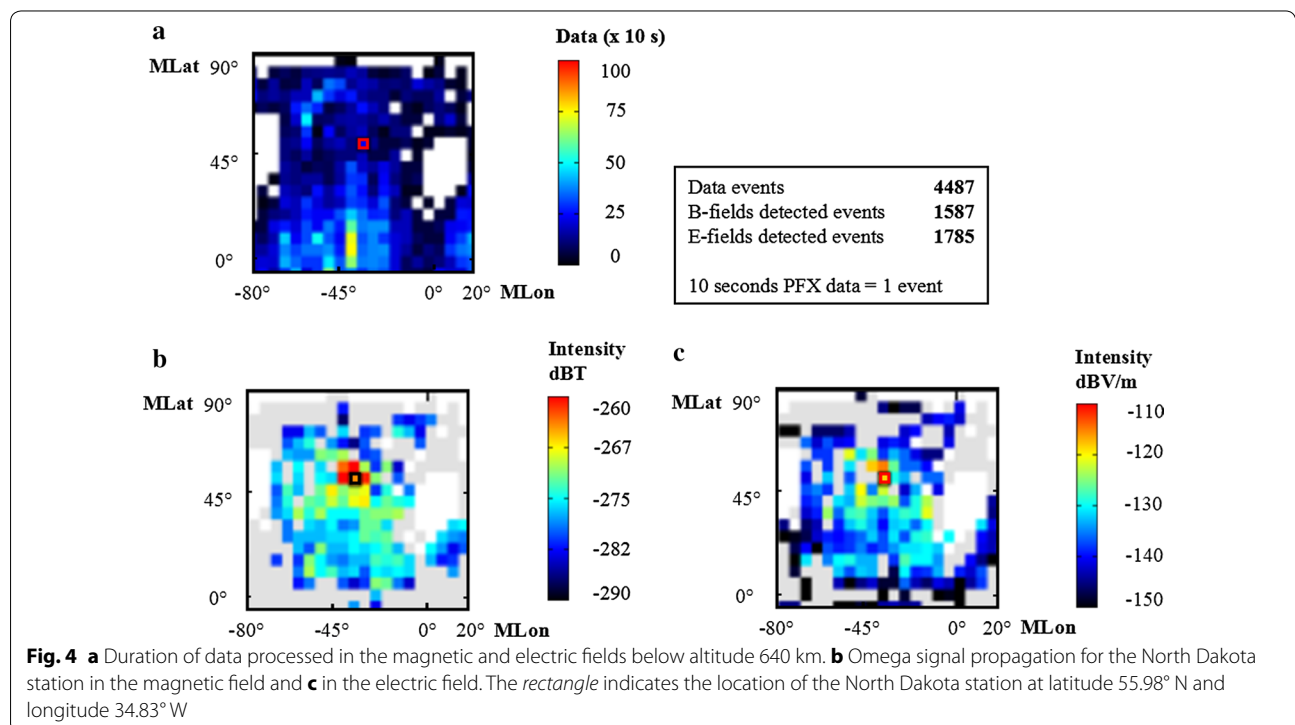 a
Data (x 10 s)
MLat 90°
45°
0°
-80° -45° 0° 20° MLon
100
75
50
25
0
Data events 4487
B-fields detected events 1587
E-fields detected events 1785
10 seconds PFX data = 1 event
b
Intensity
dBT
MLat 90°
45°
0°
-80° -45° 0° 20° MLon
-260
-267
-275
-282
-290
c
Intensity
dBV/m
MLat 90°
45°
0°
-80° -45° 0° 20° MLon
-110
-120
-130
-140
-150
Fig. 4 a Duration of data processed in the magnetic and electric fields below altitude 640 km. b Omega signal propagation for the North Dakota
station in the magnetic field and c in the electric field. The rectangle indicates the location of the North Dakota station at latitude 55.98° N and
longitude 34.83° W